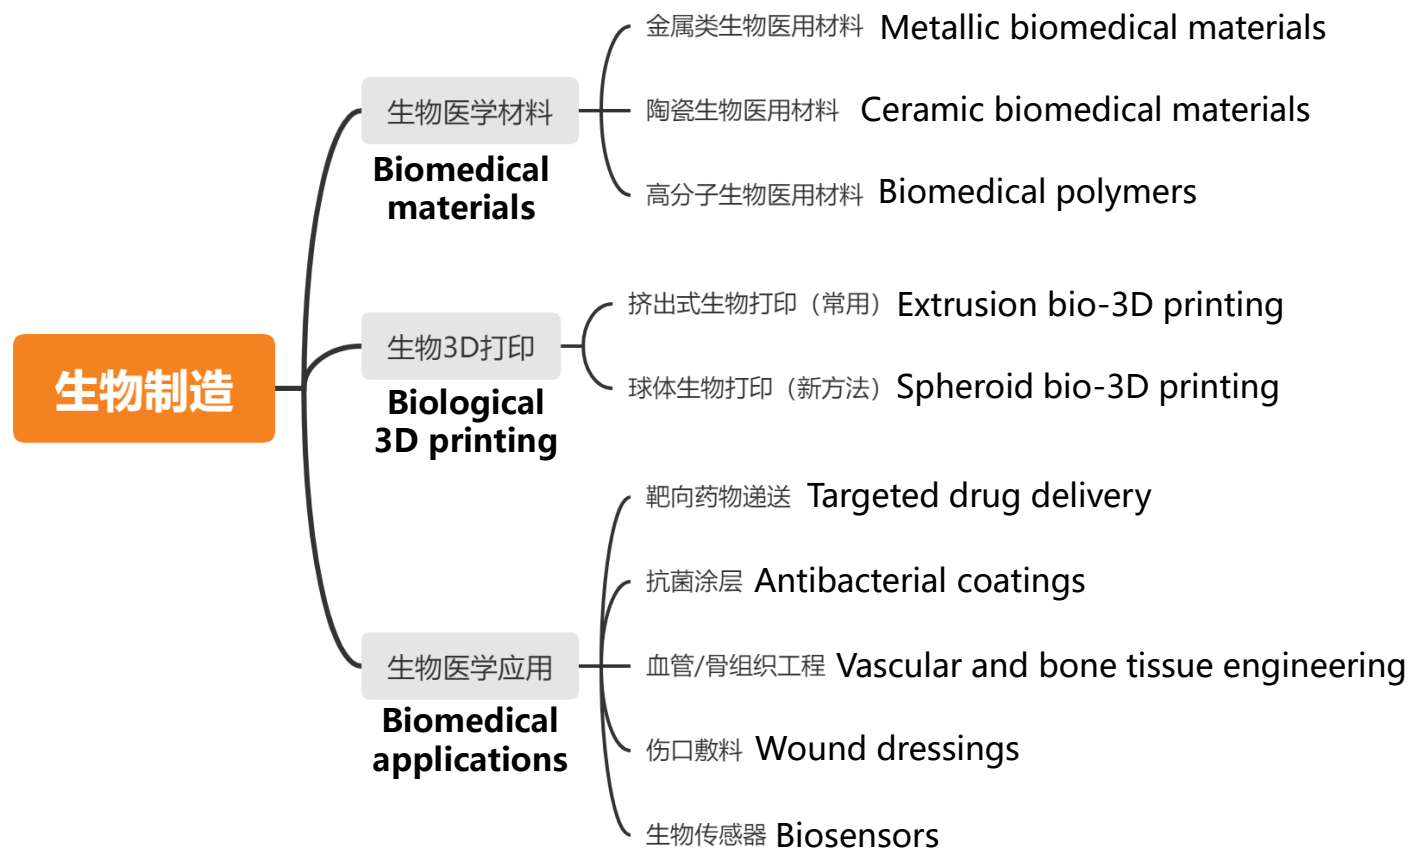 生物制造
生物医学材料
Biomedical
materials
金属类生物医用材料 Metallic biomedical materials
陶瓷生物医用材料 Ceramic biomedical materials
高分子生物医用材料 Biomedical polymers
生物3D打印
Biological
3D printing
挤出式生物打印（常用） Extrusion bio-3D printing
球体生物打印（新方法） Spheroid bio-3D printing
生物医学应用
Biomedical
applications
靶向药物递送 Targeted drug delivery
抗菌涂层 Antibacterial coatings
血管/骨组织工程 Vascular and bone tissue engineering
伤口敷料 Wound dressings
生物传感器 Biosensors